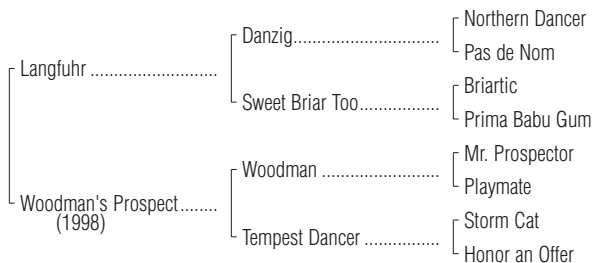 Northern Dancer
Danzig..............................
Pas de Nom
Langfuhr ..........................
Briartic
Sweet Briar Too.................
Prima Babu Gum
Mr. Prospector
Woodman ........................
Playmate
Woodman's Prospect........
(1998)
Storm Cat
Tempest Dancer ................
Honor an Offer